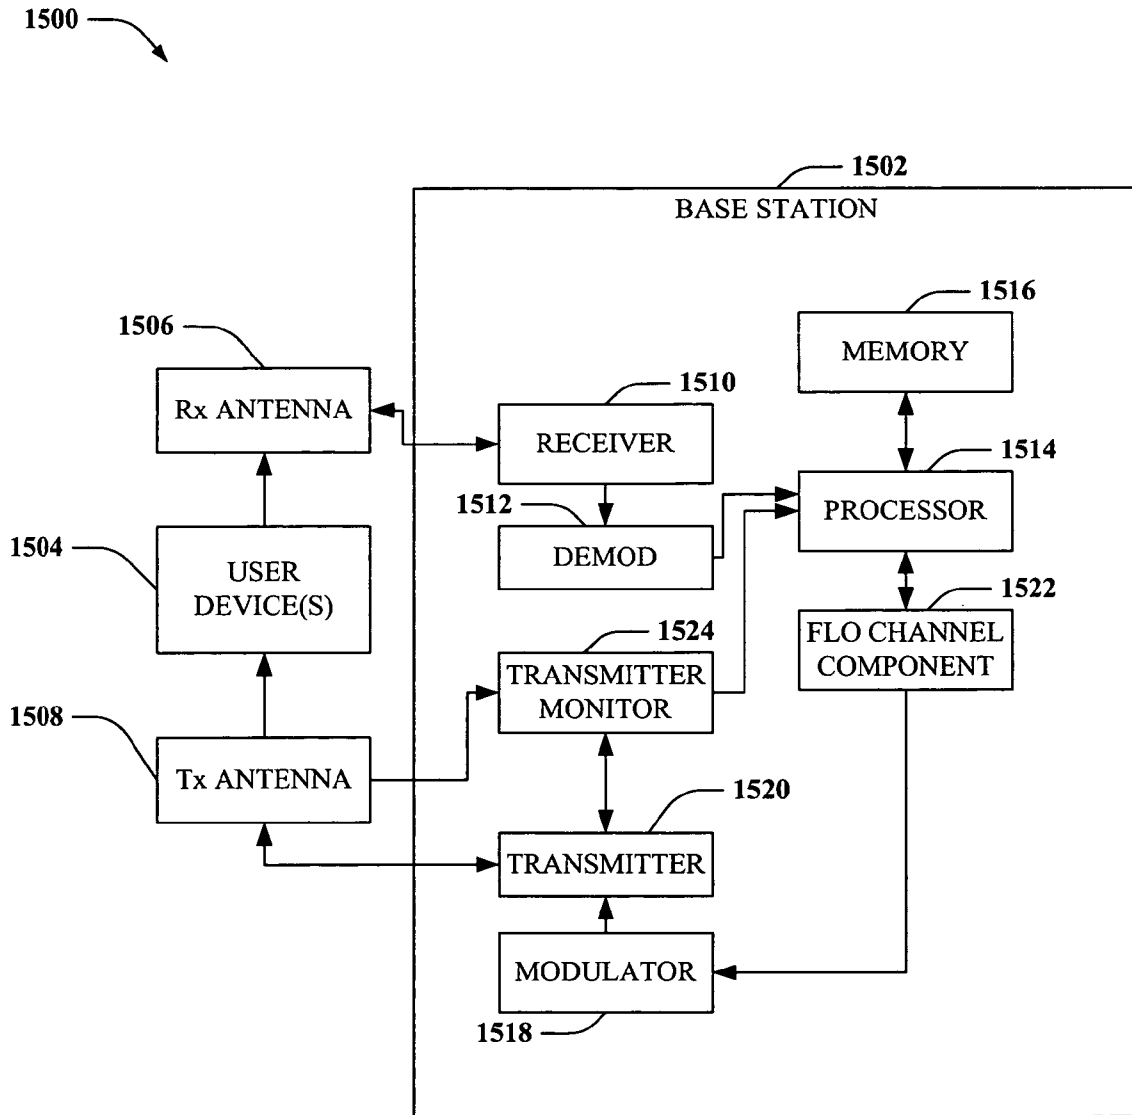 1500
1502
BASE STATION
1516
MEMORY
1506
Rx ANTENNA
1510
RECEIVER
1514
PROCESSOR
1512
DEMOD
1504
USER
DEVICE(S)
1522
FLO CHANNEL
COMPONENT
1524
TRANSMITTER
MONITOR
1508
Tx ANTENNA
1520
TRANSMITTER
MODULATOR
1518